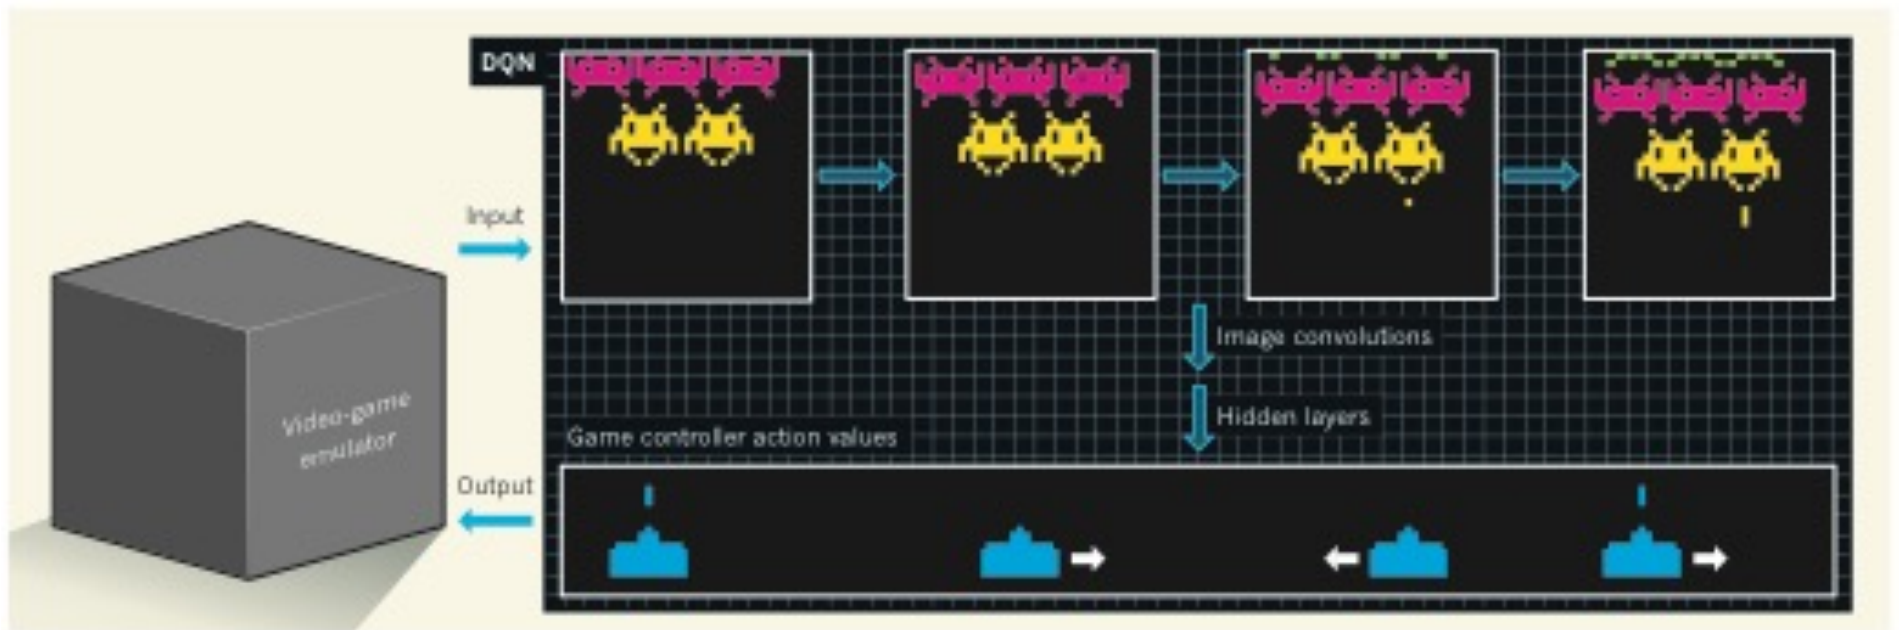 DQN
Input
Image convolutions
Video-game
emulator
Hidden layers
Game controller action values
Output